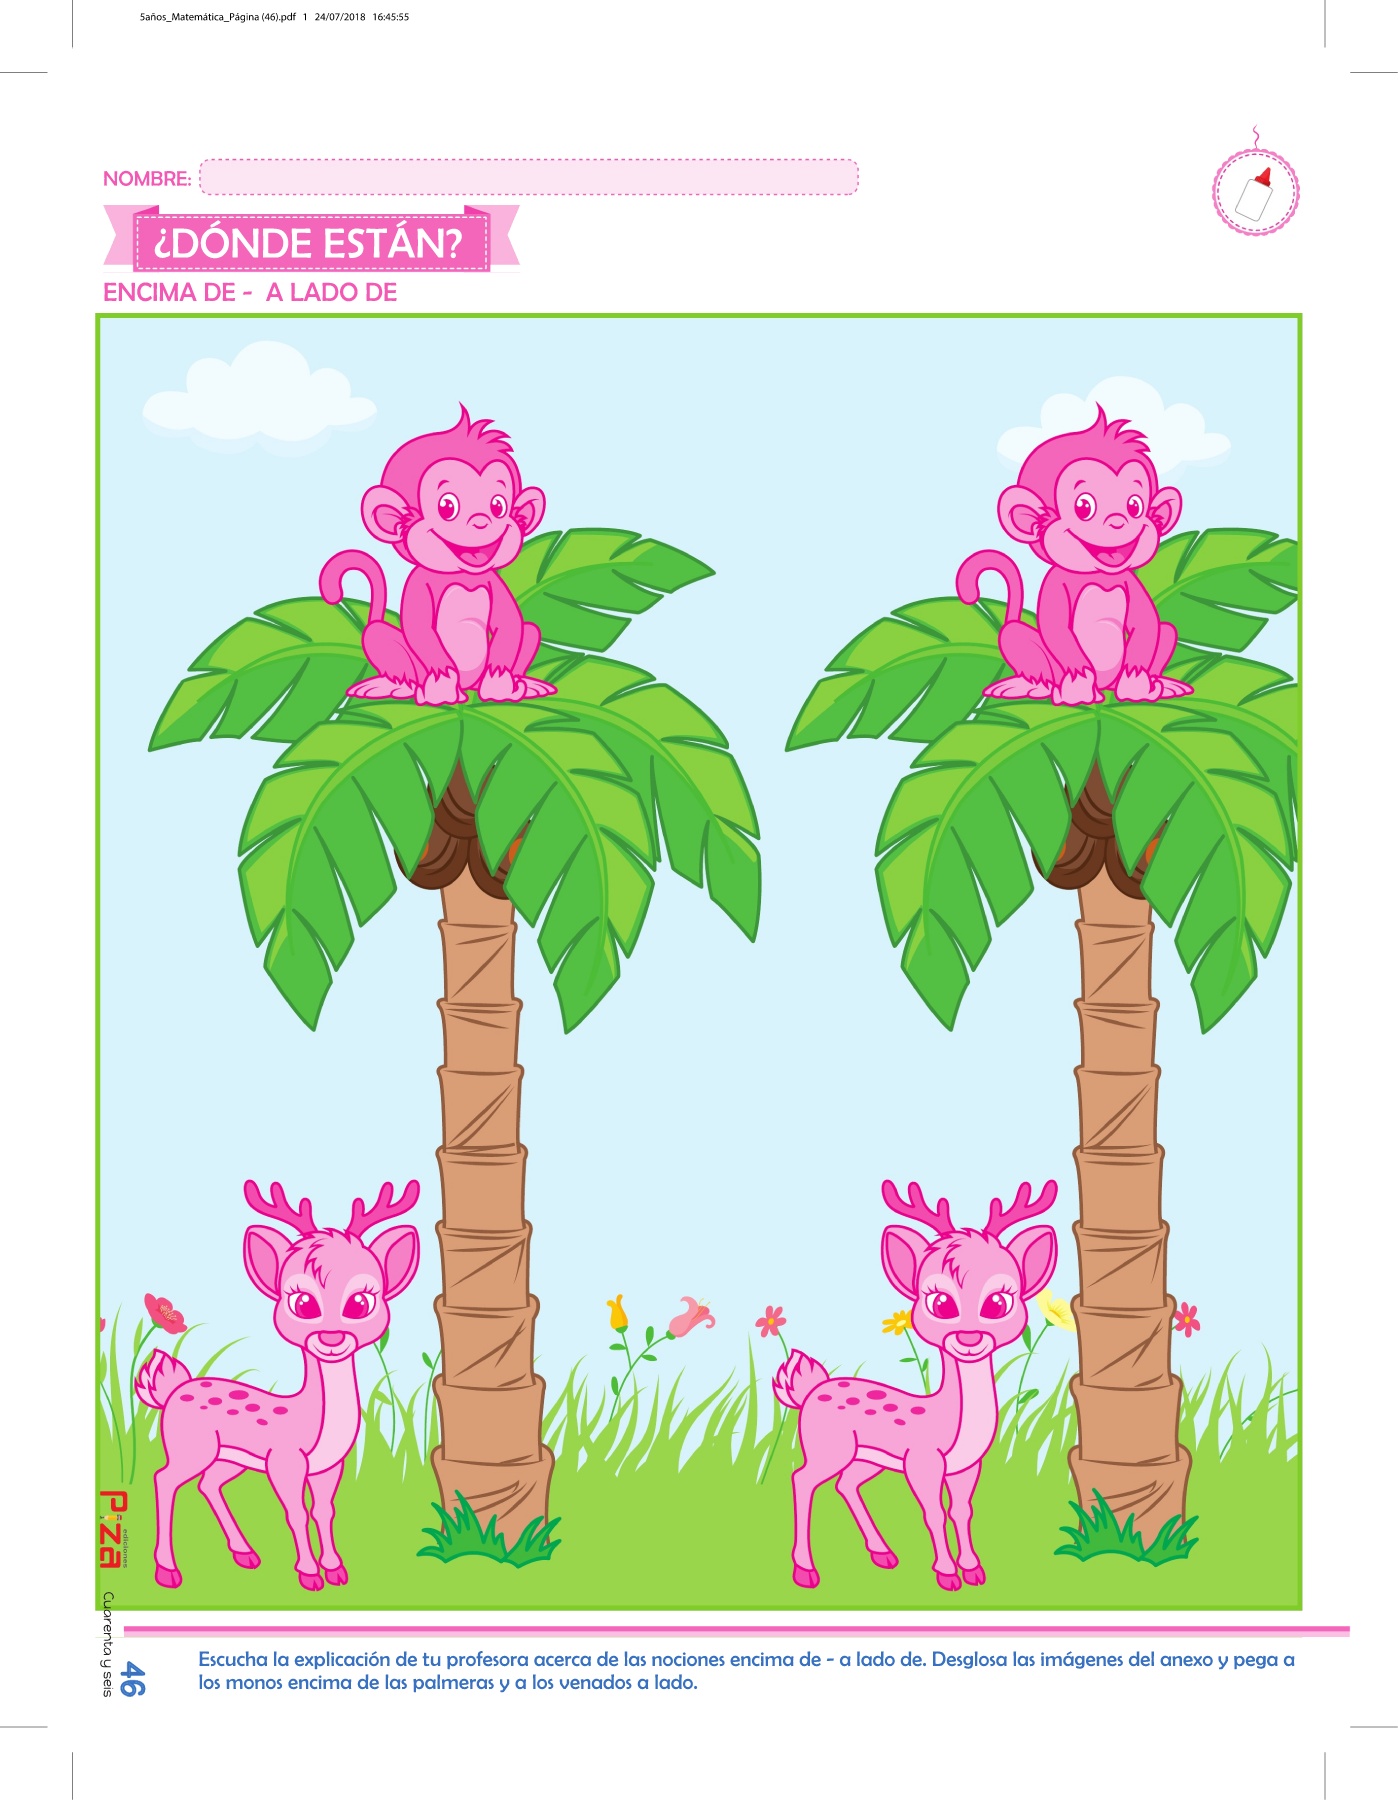 5años_Matemática_Página (46).pdf 1 24/07/2018 16:45:55
NOMBRE:
¿DÓNDE ESTÁN?
ENCIMA DE - A LADO DE
Piza
ediciones
Cuarenta y seis
46
Escucha la explicación de tu profesora acerca de las nociones encima de - a lado de. Desglosa las imágenes del anexo y pega a
los monos encima de las palmeras y a los venados a lado.